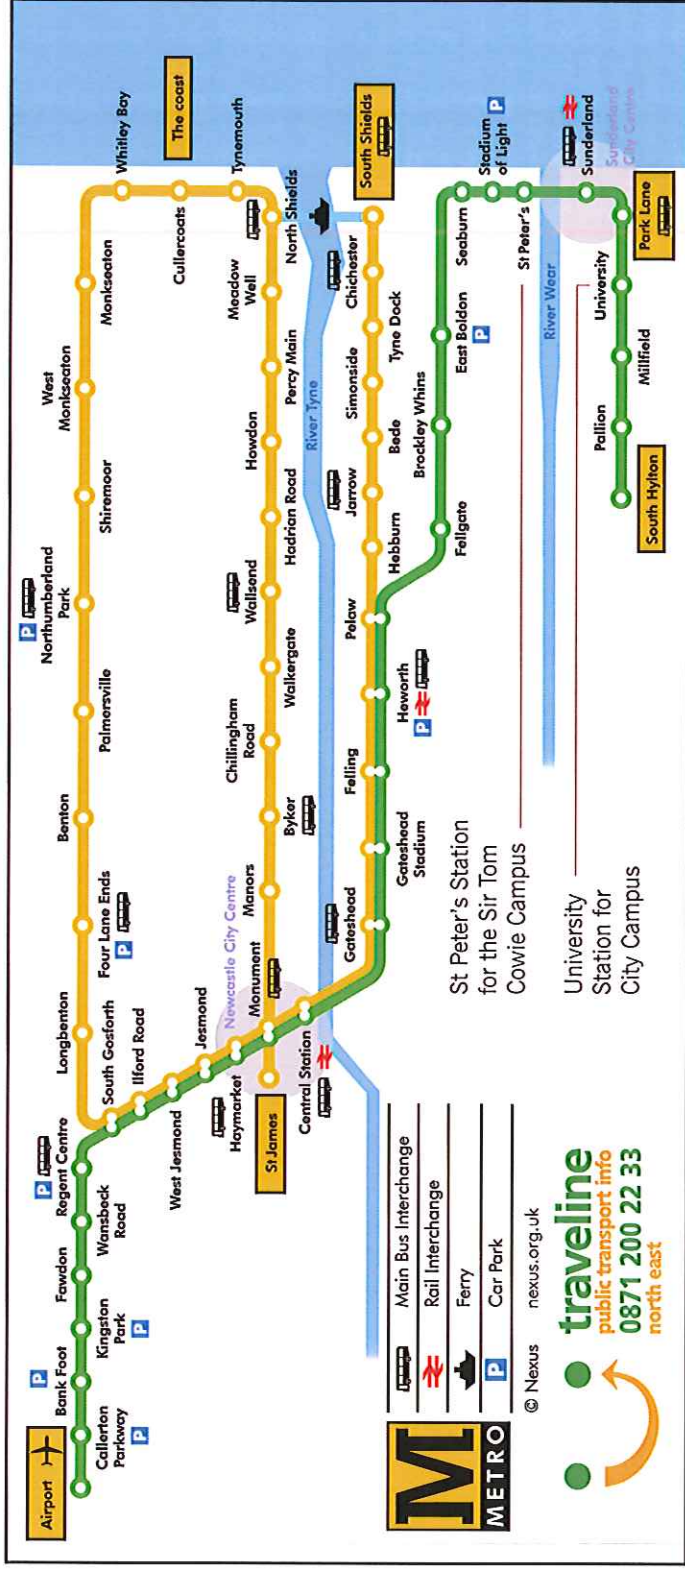 Airport
Callerton
Parkway
Bank Foot
Kingston
Park
Fawdon
Wansbeck
Road
Regent Centre
South Gosforth
Ilford Road
West Jesmond
Jesmond
Haymarket
Newcastle City Centre
Monument
Central Station
St James
Longbenton
Four Lane Ends
Benton
Palmersville
Northumberland
Park
Shiremoor
West
Monkseaton
Monkseaton
Whitley Bay
Cullercoats
The coast
Tynemouth
North Shields
Meadow
Well
Percy Main
Howdon
Hadrian Road
Wallsend
Walkergate
Chillingham
Road
Byker
Manors
River Tyne
Gateshead
Gateshead
Stadium
Felling
Heworth
Pelaw
Hebburn
Jarrow
Bede
Simonside
Tyne Dock
Chichester
South Shields
Fellgate
Brockley Whins
East Boldon
Seaburn
Stadium
of Light
St Peter's
River Wear
Sunderland
Sunderland
City Centre
Park Lane
University
Millfield
Pallion
South Hylton
St Peter's Station
for the Sir Tom
Cowie Campus
University
Station for
City Campus
M
METRO
Main Bus Interchange
Rail Interchange
Ferry
P Car Park
© Nexus nexus.org.uk
traveline
public transport info
0871 200 22 33
north east